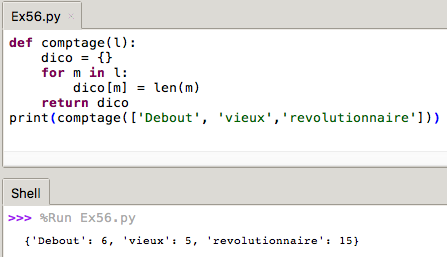 Ex56.py ×
def comptage(l):
    dico = {}
    for m in l:
        dico[m] = len(m)
    return dico
print(comptage(['Debout', 'vieux','revolutionnaire']))
Shell
>>> %Run Ex56.py
{'Debout': 6, 'vieux': 5, 'revolutionnaire': 15}